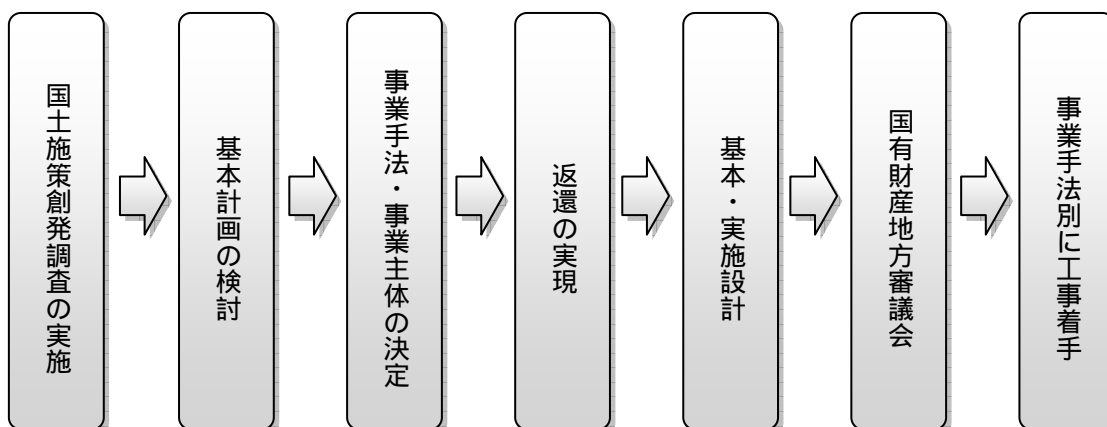 国土施策創発調査の実施
基本計画の検討
事業手法・事業主体の決定
返還の実現
基本・実施設計
国有財産地方審議会
事業手法別に工事着手